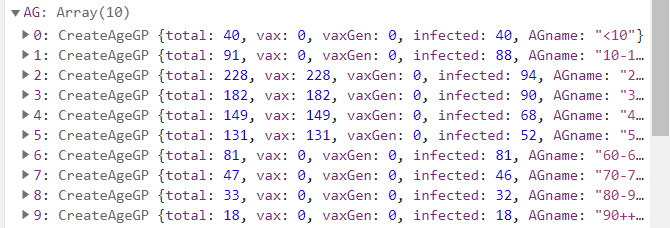 ▼ AG: Array(10)
▶ 0: CreateAgeGP {total: 40, vax: 0, vaxGen: 0, infected: 40, AGname: "<10"}
▶ 1: CreateAgeGP {total: 91, vax: 0, vaxGen: 0, infected: 88, AGname: "10-1…
▶ 2: CreateAgeGP {total: 228, vax: 228, vaxGen: 0, infected: 94, AGname: "2…
▶ 3: CreateAgeGP {total: 182, vax: 182, vaxGen: 0, infected: 90, AGname: "3…
▶ 4: CreateAgeGP {total: 149, vax: 149, vaxGen: 0, infected: 68, AGname: "4…
▶ 5: CreateAgeGP {total: 131, vax: 131, vaxGen: 0, infected: 52, AGname: "5…
▶ 6: CreateAgeGP {total: 81, vax: 0, vaxGen: 0, infected: 81, AGname: "60-6…
▶ 7: CreateAgeGP {total: 47, vax: 0, vaxGen: 0, infected: 46, AGname: "70-7…
▶ 8: CreateAgeGP {total: 33, vax: 0, vaxGen: 0, infected: 32, AGname: "80-9…
▶ 9: CreateAgeGP {total: 18, vax: 0, vaxGen: 0, infected: 18, AGname: "90++…